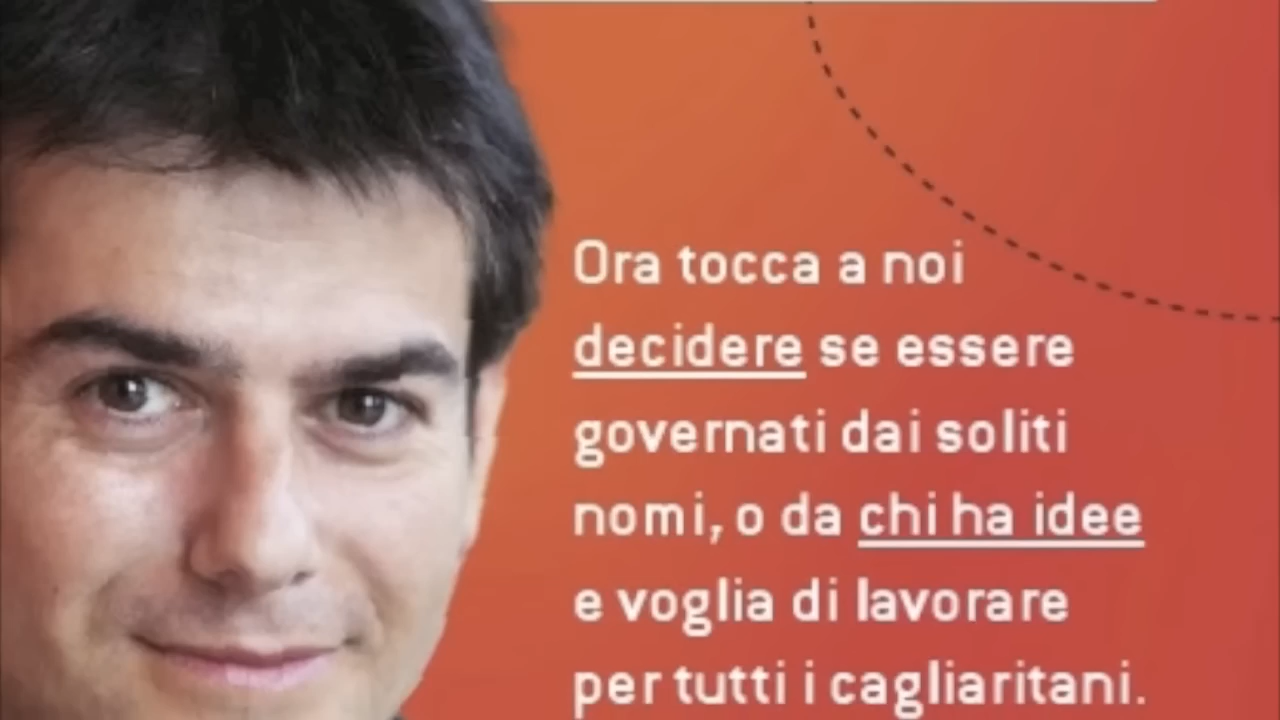 Ora tocca a noi
decidere se essere
governati dai soliti
nomi, o da chi ha idee
e voglia di lavorare
per tutti i cagliaritani.